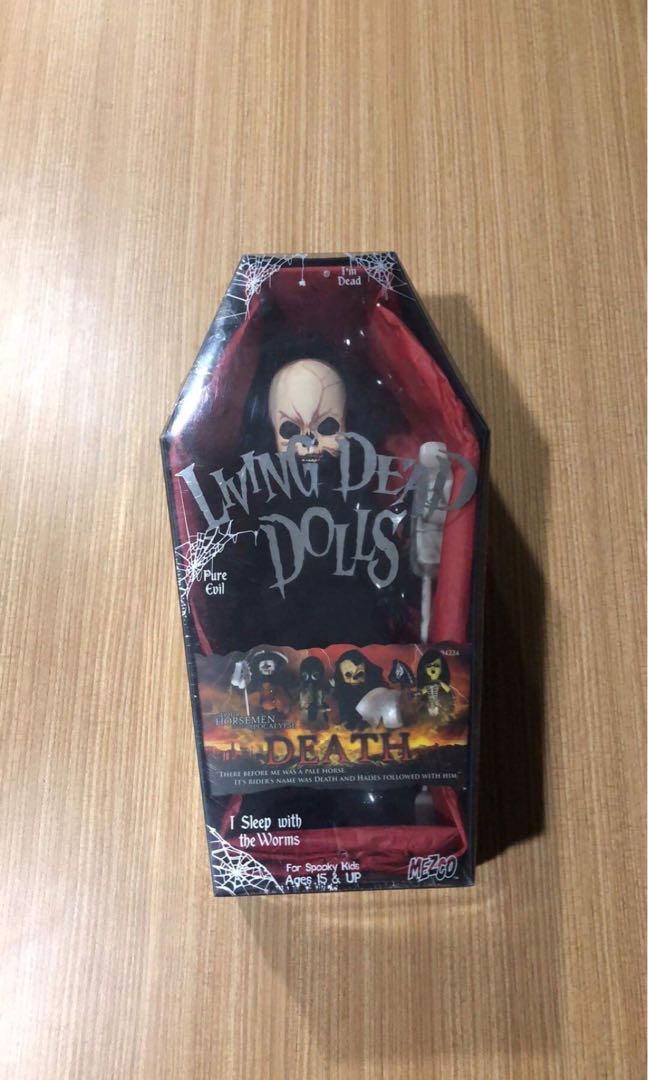 I'm
Dead
LIVING DEAD
DOLLS
Pure
Evil
94224
HORSEMEN
APOCALYPSE
DEATH
"THERE BEFORE ME WAS A PALE HORSE.
IT'S RIDER'S NAME WAS DEATH AND HADES FOLLOWED WITH HIM."
I Sleep with
the Worms
For Spooky Kids
Ages 15 & UP
MEZCO